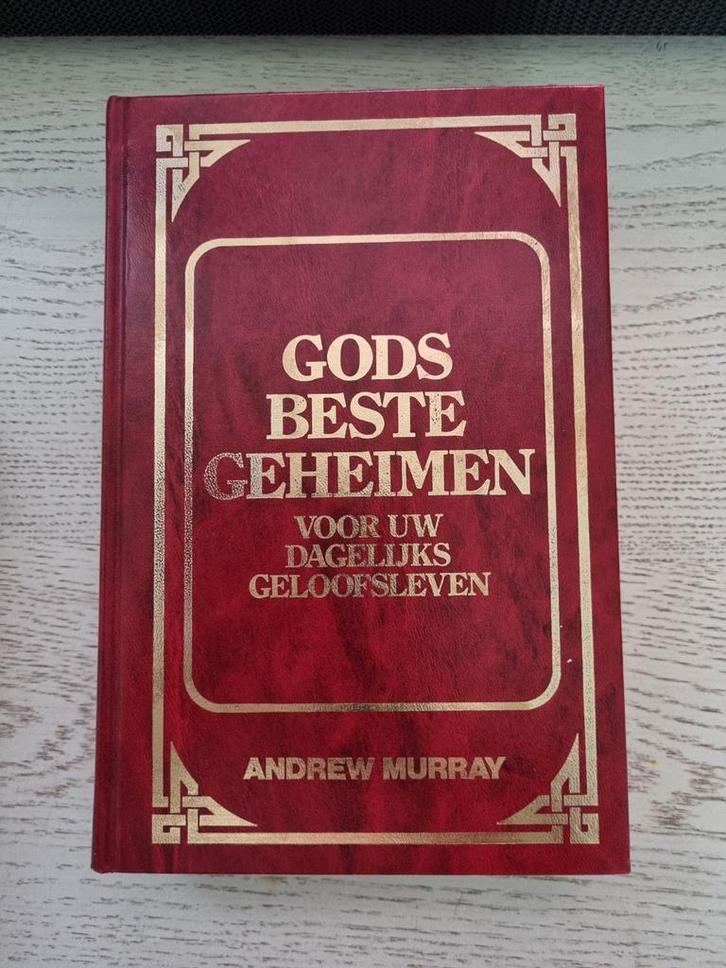 GODS
BESTE
GEHEIMEN
VOOR UW
DAGELIJKS
GELOOFSLEVEN
ANDREW MURRAY